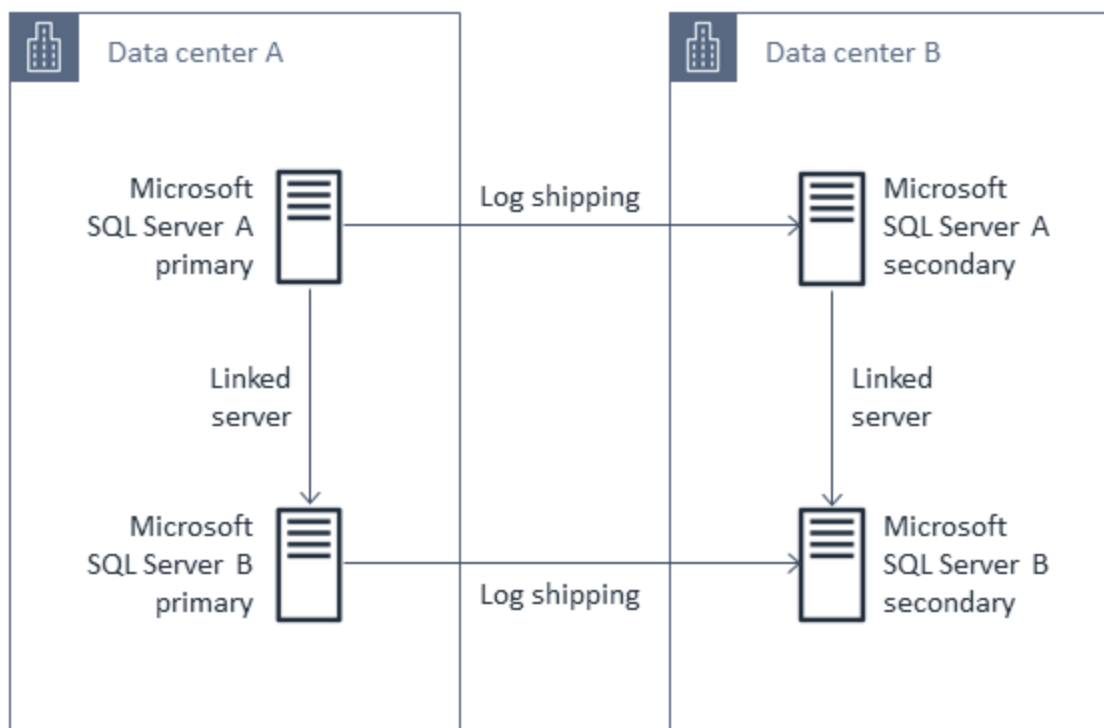 Data center A
Data center B
Microsoft
SQL Server A
primary
Log shipping
Microsoft
SQL Server A
secondary
Linked
server
Linked
server
Microsoft
SQL Server B
primary
Log shipping
Microsoft
SQL Server B
secondary